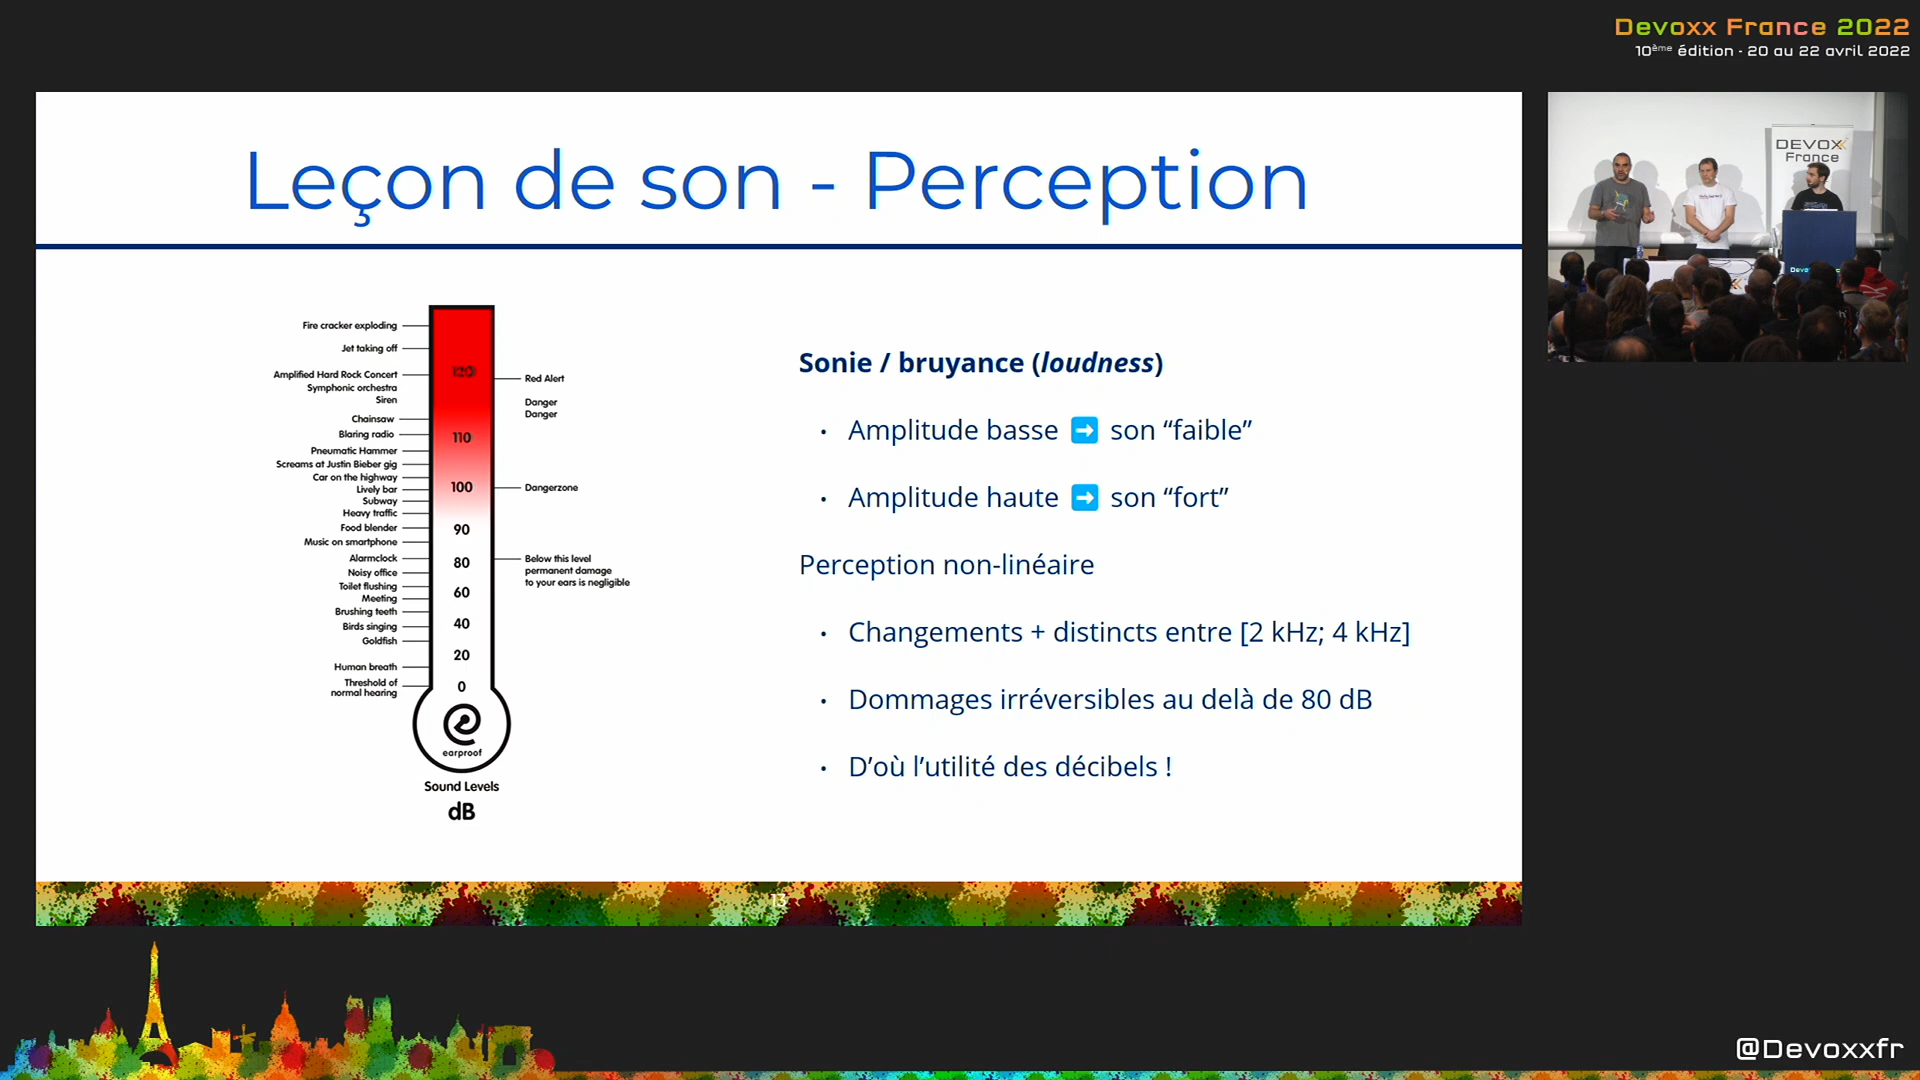 Devoxx France 2022
10ème édition - 20 au 22 avril 2022
Leçon de son - Perception
Fire cracker exploding
Jet taking off
Amplified Hard Rock Concert
Symphonic orchestra
Siren
Chainsaw
Blaring radio
Pneumatic Hammer
Screams at Justin Bieber gig
Car on the highway
Lively bar
Subway
Heavy traffic
Food blender
Music on smartphone
Alarmclock
Noisy office
Toilet flushing
Meeting
Brushing teeth
Birds singing
Goldfish
Human breath
Threshold of
normal hearing
120
110
100
90
80
60
40
20
0
earproof
Sound Levels
dB
Red Alert
Danger
Danger
Dangerzone
Below this level
permanent damage
to your ears is negligible
Sonie / bruyance (loudness)
• Amplitude basse ➡ son “faible”
• Amplitude haute ➡ son “fort”
Perception non-linéaire
• Changements + distincts entre [2 kHz; 4 kHz]
• Dommages irréversibles au delà de 80 dB
• D’où l’utilité des décibels !
13
DEVOXX
France
@Devoxxfr